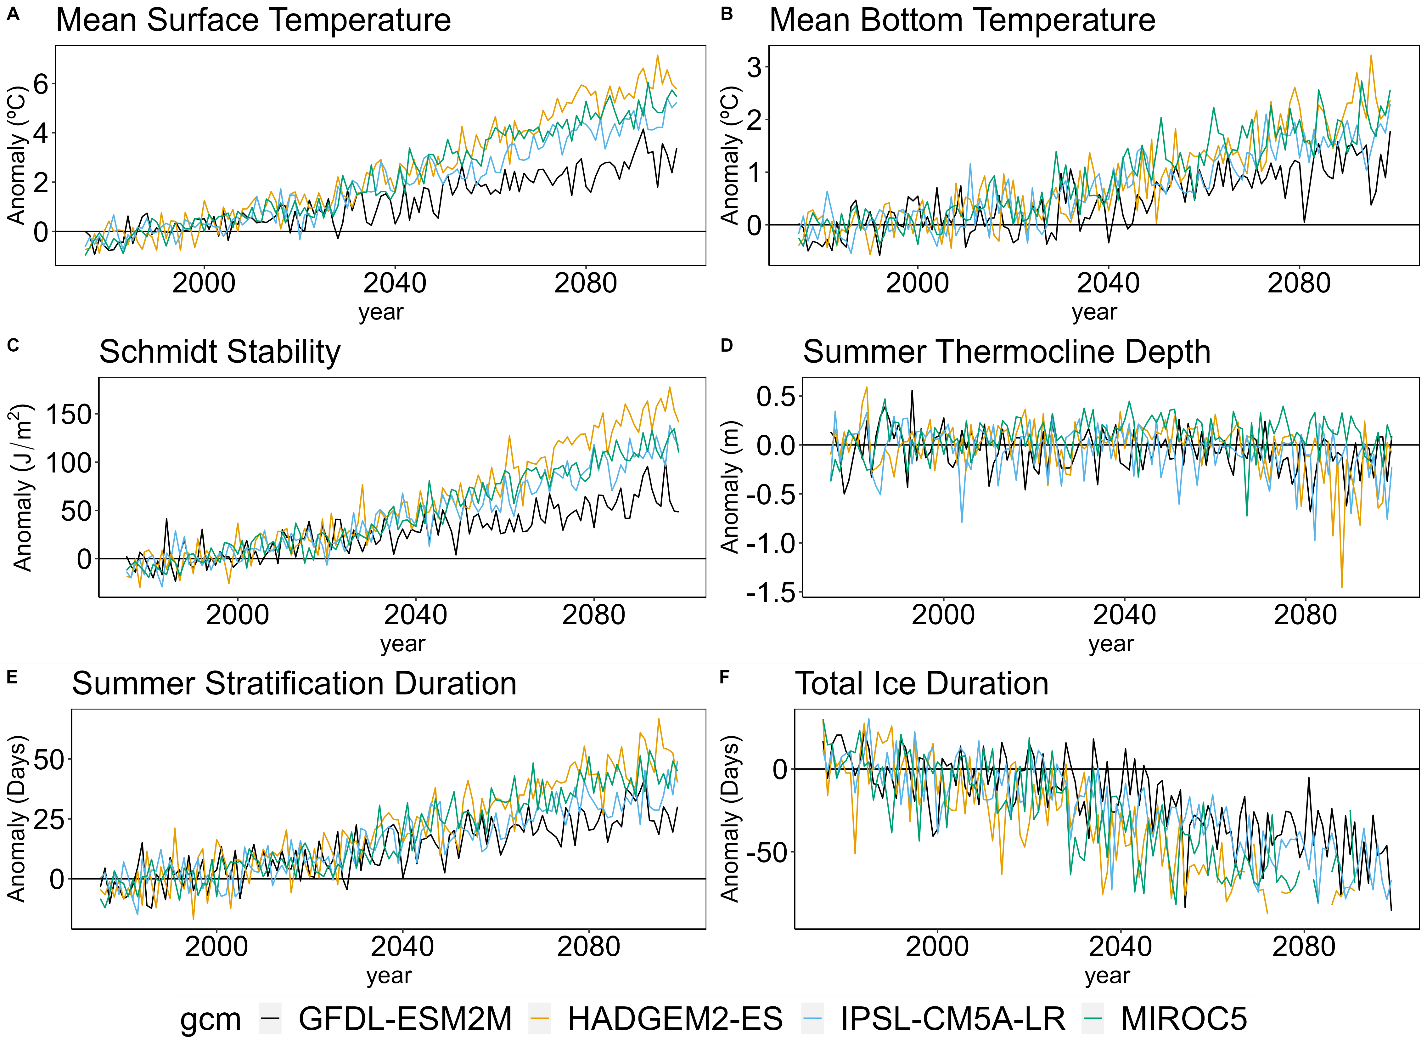 A Mean Surface Temperature
Anomaly (ºC)
6
4
2
0
2000 2040 2080
year
B Mean Bottom Temperature
Anomaly (ºC)
3
2
1
0
2000 2040 2080
year
C Schmidt Stability
Anomaly (J/m²)
150
100
50
0
2000 2040 2080
year
D Summer Thermocline Depth
Anomaly (m)
0.5
0.0
-0.5
-1.0
-1.5
2000 2040 2080
year
E Summer Stratification Duration
Anomaly (Days)
50
25
0
2000 2040 2080
year
F Total Ice Duration
Anomaly (Days)
0
-50
2000 2040 2080
year
gcm GFDL-ESM2M HADGEM2-ES IPSL-CM5A-LR MIROC5